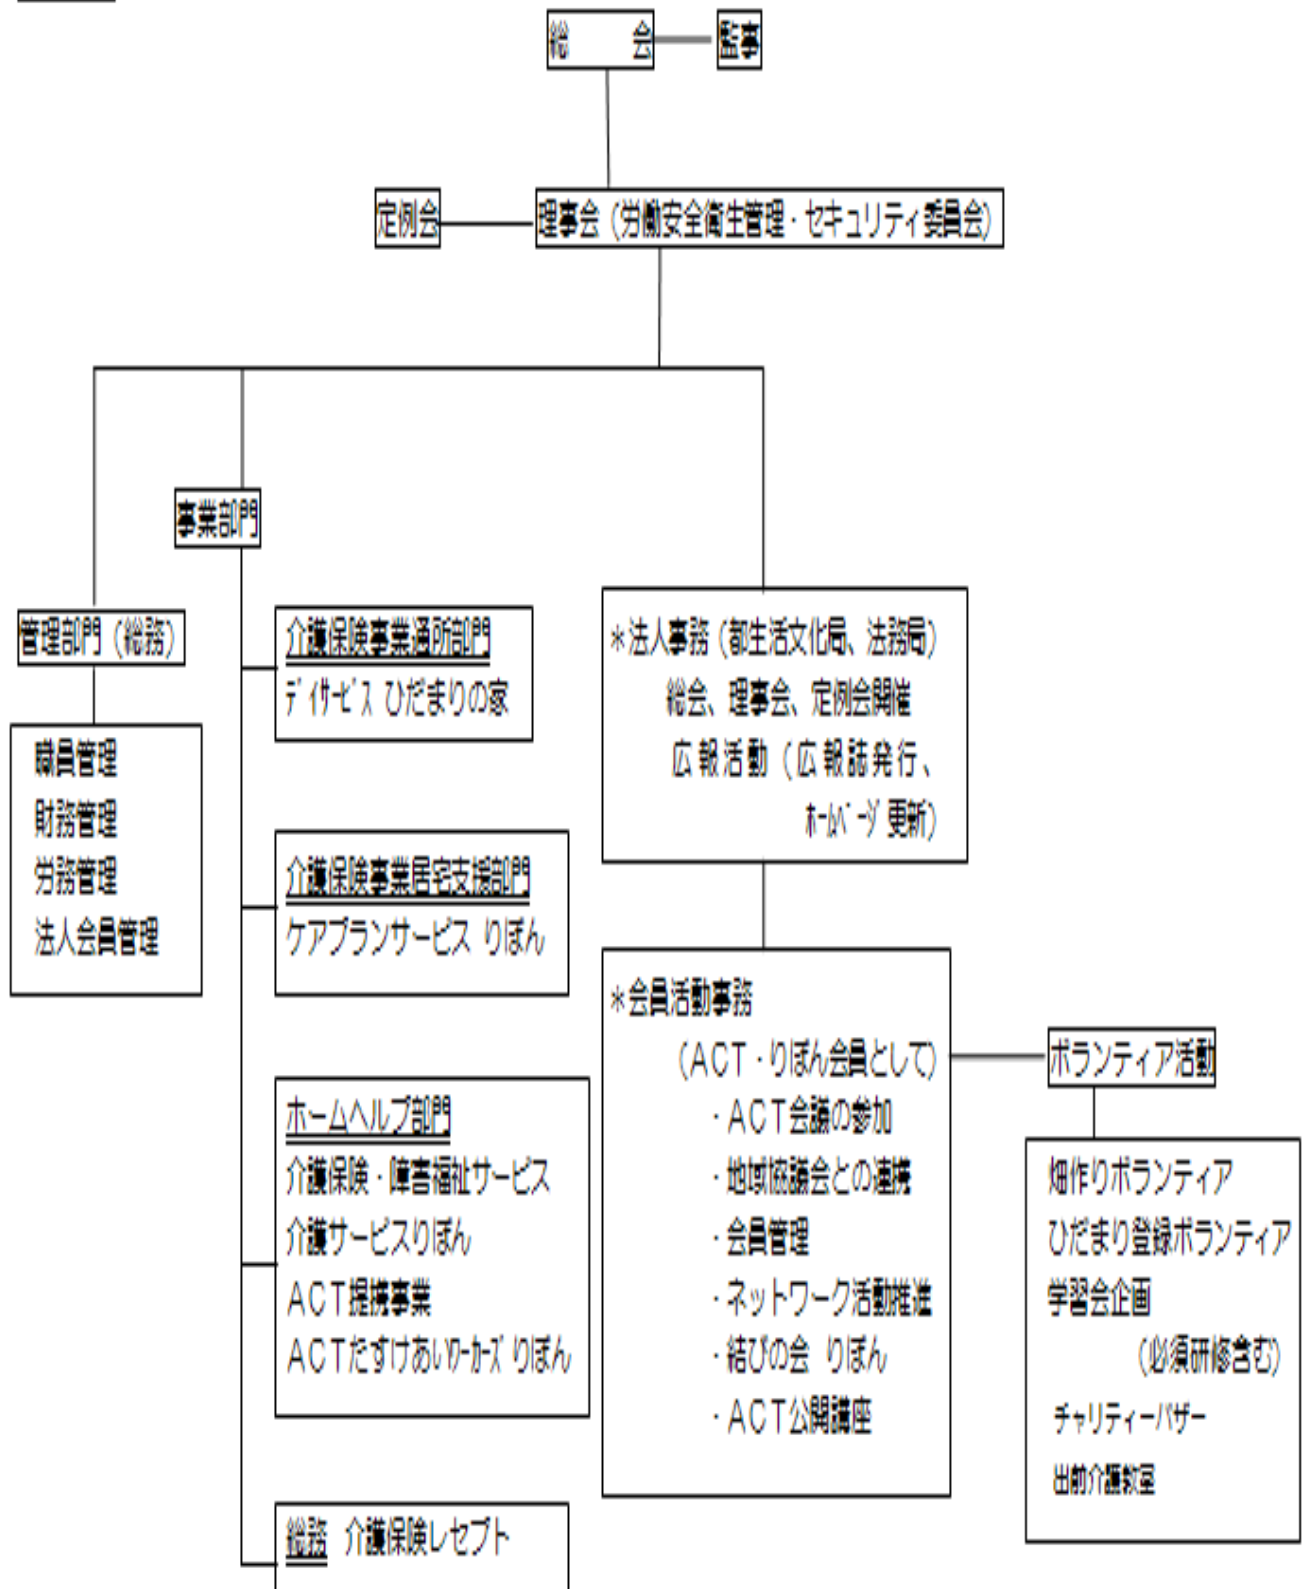 総　会
監事
定例会
理事会（労働安全衛生管理・セキュリティ委員会）
事業部門
管理部門（総務）
職員管理
財務管理
労務管理
法人会員管理
介護保険事業通所部門
ﾃﾞｲｻｰﾋﾞｽ ひだまりの家
介護保険事業居宅支援部門
ケアプランサービス りぼん
ホームヘルプ部門
介護保険・障害福祉サービス
介護サービスりぼん
ＡＣＴ提携事業
ＡＣＴたすけあいﾜｰｶｰｽﾞ りぼん
総務 介護保険レセプト
＊法人事務（都生活文化局、法務局）
総会、理事会、定例会開催
広報活動（広報誌発行、
ﾎｰﾑﾍﾟｰｼﾞ 更新）
＊会員活動事務
（ＡＣＴ・りぼん会員として）
・ＡＣＴ会議の参加
・地域協議会との連携
・会員管理
・ネットワーク活動推進
・結びの会 りぼん
・ＡＣＴ公開講座
ボランティア活動
畑作りボランティア
ひだまり登録ボランティア
学習会企画
（必須研修含む）
チャリティーバザー
出前介護教室